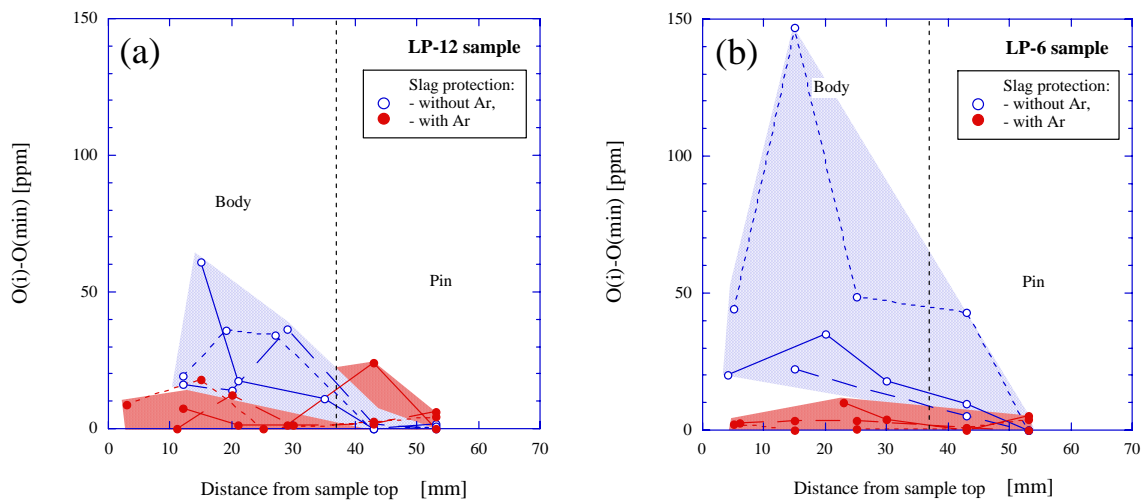 (a)
LP-12 sample
Slag protection:
- without Ar,
- with Ar
Body
Pin
O(i)-O(min) [ppm]
150
100
50
0
0 10 20 30 40 50 60 70
Distance from sample top [mm]
(b)
LP-6 sample
Slag protection:
- without Ar,
- with Ar
Body
Pin
O(i)-O(min) [ppm]
150
100
50
0
0 10 20 30 40 50 60 70
Distance from sample top [mm]